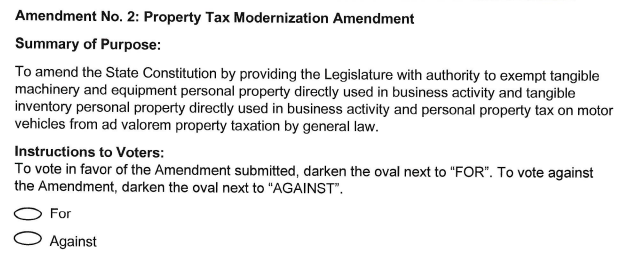 Amendment No. 2: Property Tax Modernization Amendment
Summary of Purpose:
To amend the State Constitution by providing the Legislature with authority to exempt tangible
machinery and equipment personal property directly used in business activity and tangible
inventory personal property directly used in business activity and personal property tax on motor
vehicles from ad valorem property taxation by general law.
Instructions to Voters:
To vote in favor of the Amendment submitted, darken the oval next to “FOR”. To vote against
the Amendment, darken the oval next to “AGAINST”.
For
Against